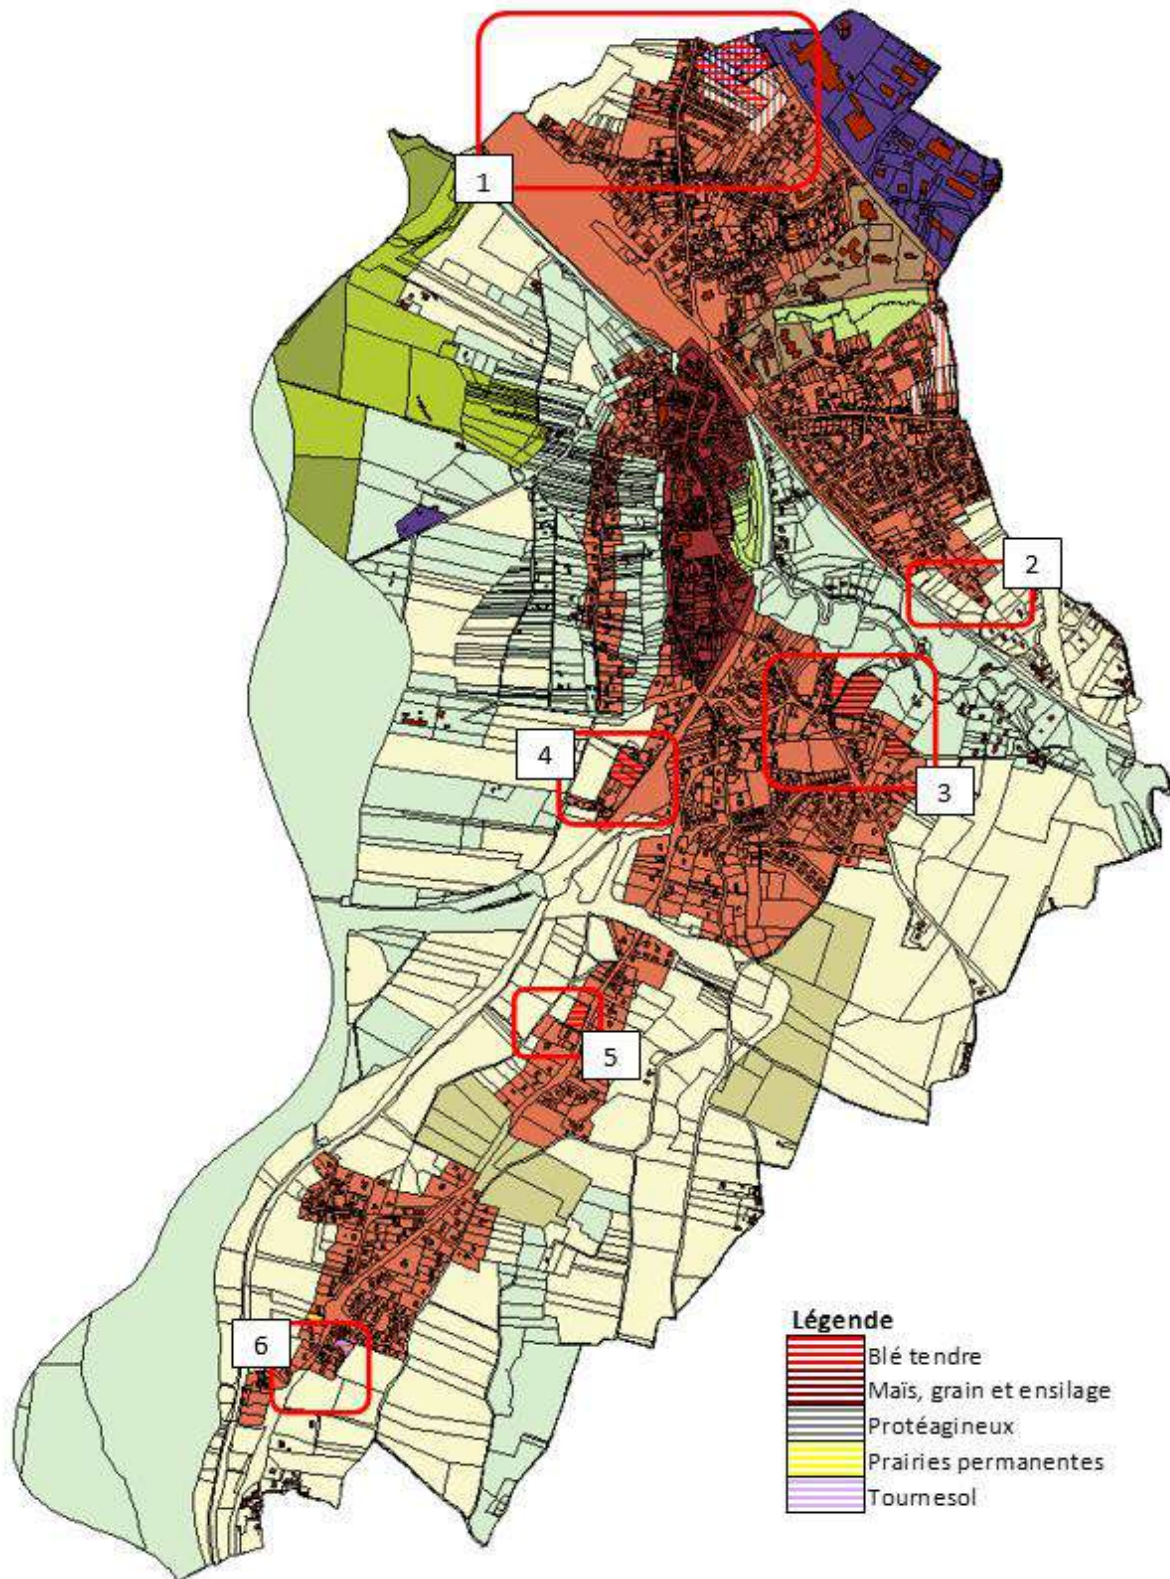 1
2
3
4
5
6
Légende
Blé tendre
Maïs, grain et ensilage
Protéagineux
Prairies permanentes
Tournesol